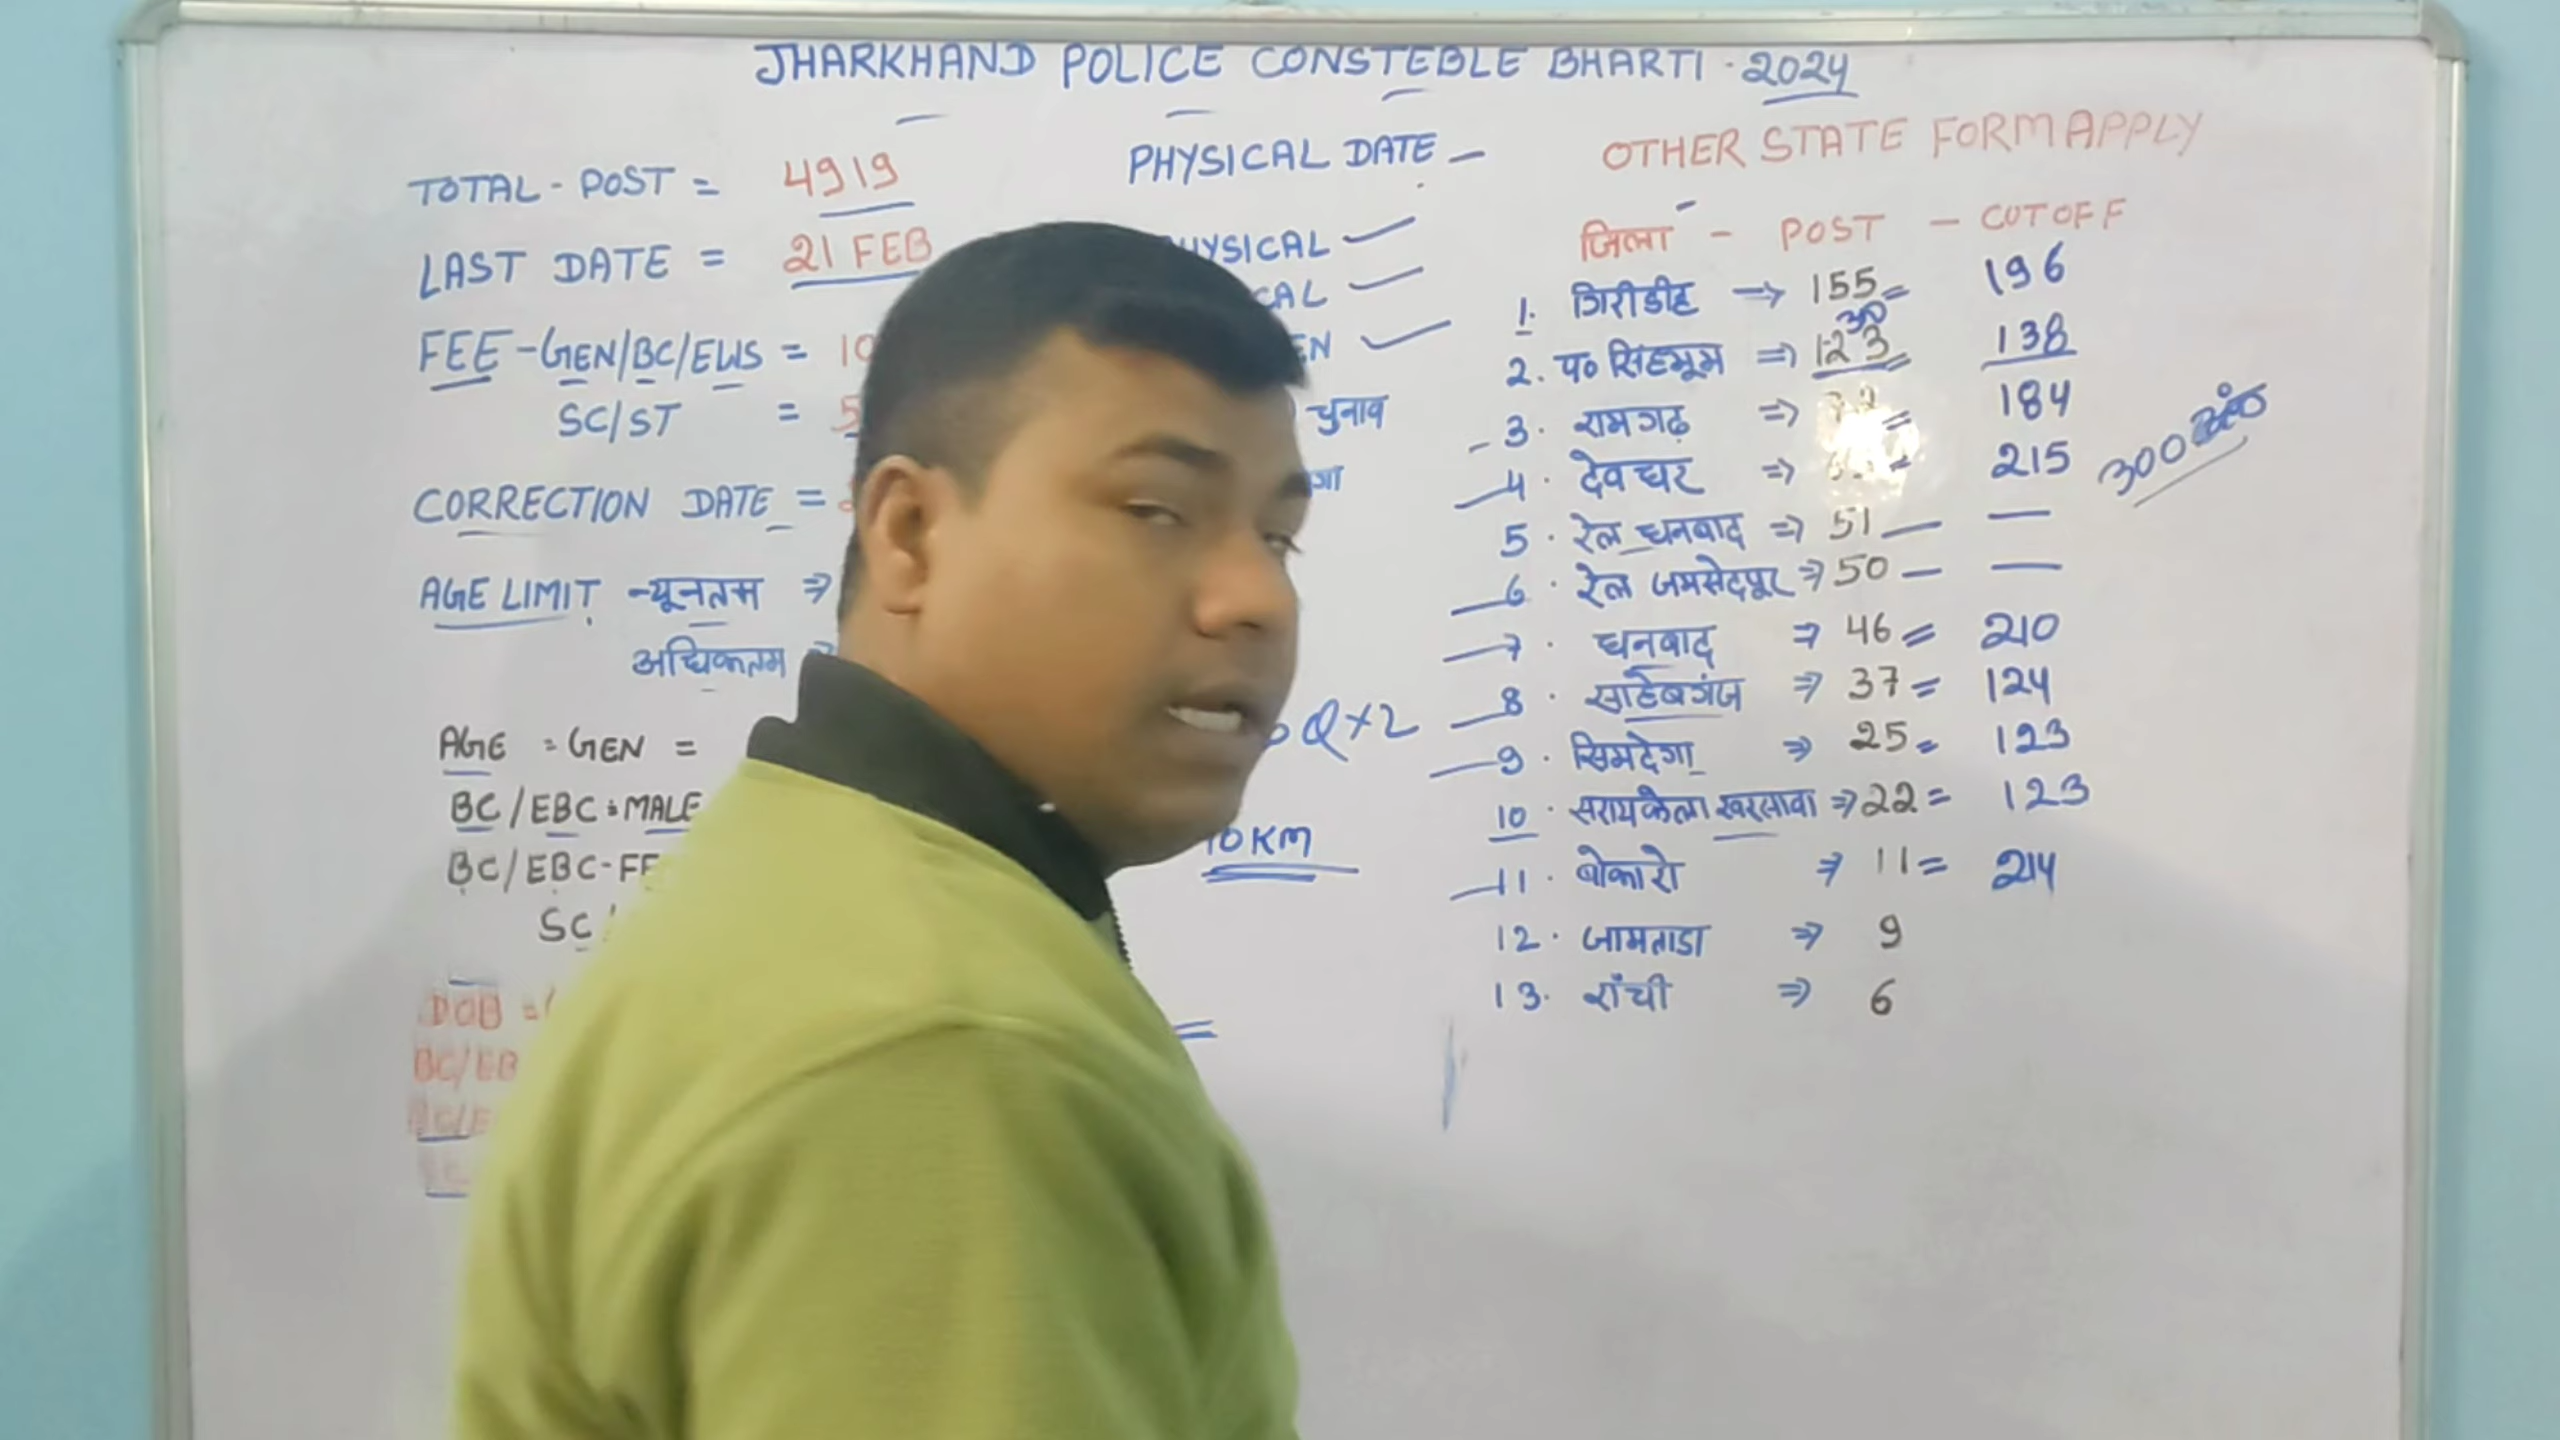 JHARKHAND POLICE CONSTEBLE BHARTI - 2024
TOTAL - POST = 4919
LAST DATE = 21 FEB
FEE - GEN/BC/EWS = 10
SC/ST = 5
CORRECTION DATE =
AGE LIMIT - न्यूनतम ⇒
अधिकतम
AGE = GEN =
BC/EBC = MALE
BC/EBC - FE
SC
DOB =
BC/EB
BC/E
PHYSICAL DATE -
HYSICAL
CAL
EN
चुनाव
Q×2
10 KM
OTHER STATE FORM APPLY
जिला - POST - CUTOFF
1. गिरीडीह → 155 = 196
2. प० सिंहभूम ⇒ 123 = 138
3. रामगढ़ ⇒ = 184
4. देवघर ⇒ = 215
300
5. रेल धनबाद ⇒ 51 — —
6. रेल जमसेदपूर ⇒ 50 — —
7. धनबाद ⇒ 46 = 210
8. साहेबगंज ⇒ 37 = 124
9. सिमदेगा ⇒ 25 = 123
10. सरायकेला खरसावा ⇒ 22 = 123
11. बोकारो ⇒ 11 = 214
12. जामताडा ⇒ 9
13. राँची ⇒ 6